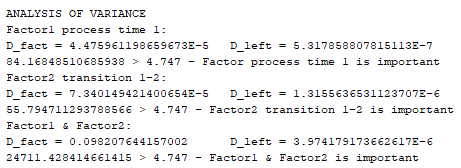 ANALYSIS OF VARIANCE
Factor1 process time 1:
D_fact = 4.475961198659673E-5 D_left = 5.317858807815113E-7
84.16848510685938 > 4.747 - Factor process time 1 is important
Factor2 transition 1-2:
D_fact = 7.340149421400654E-5 D_left = 1.3155636531123707E-6
55.794711293788566 > 4.747 - Factor2 transition 1-2 is important
Factor1 & Factor2:
D_fact = 0.098207644157002 D_left = 3.974179173662617E-6
24711.428414661415 > 4.747 - Factor1 & Factor2 is important